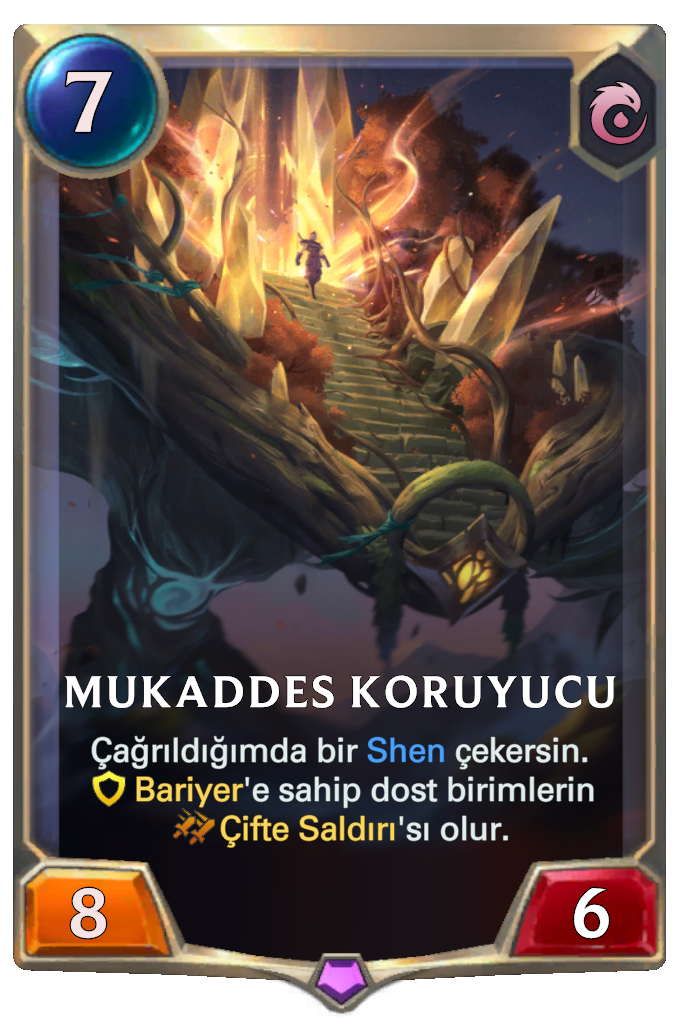 7
MUKADDES KORUYUCU
Çağrıldığımda bir Shen çekersin.
Bariyer'e sahip dost birimlerin
Çifte Saldırı'sı olur.
8
6